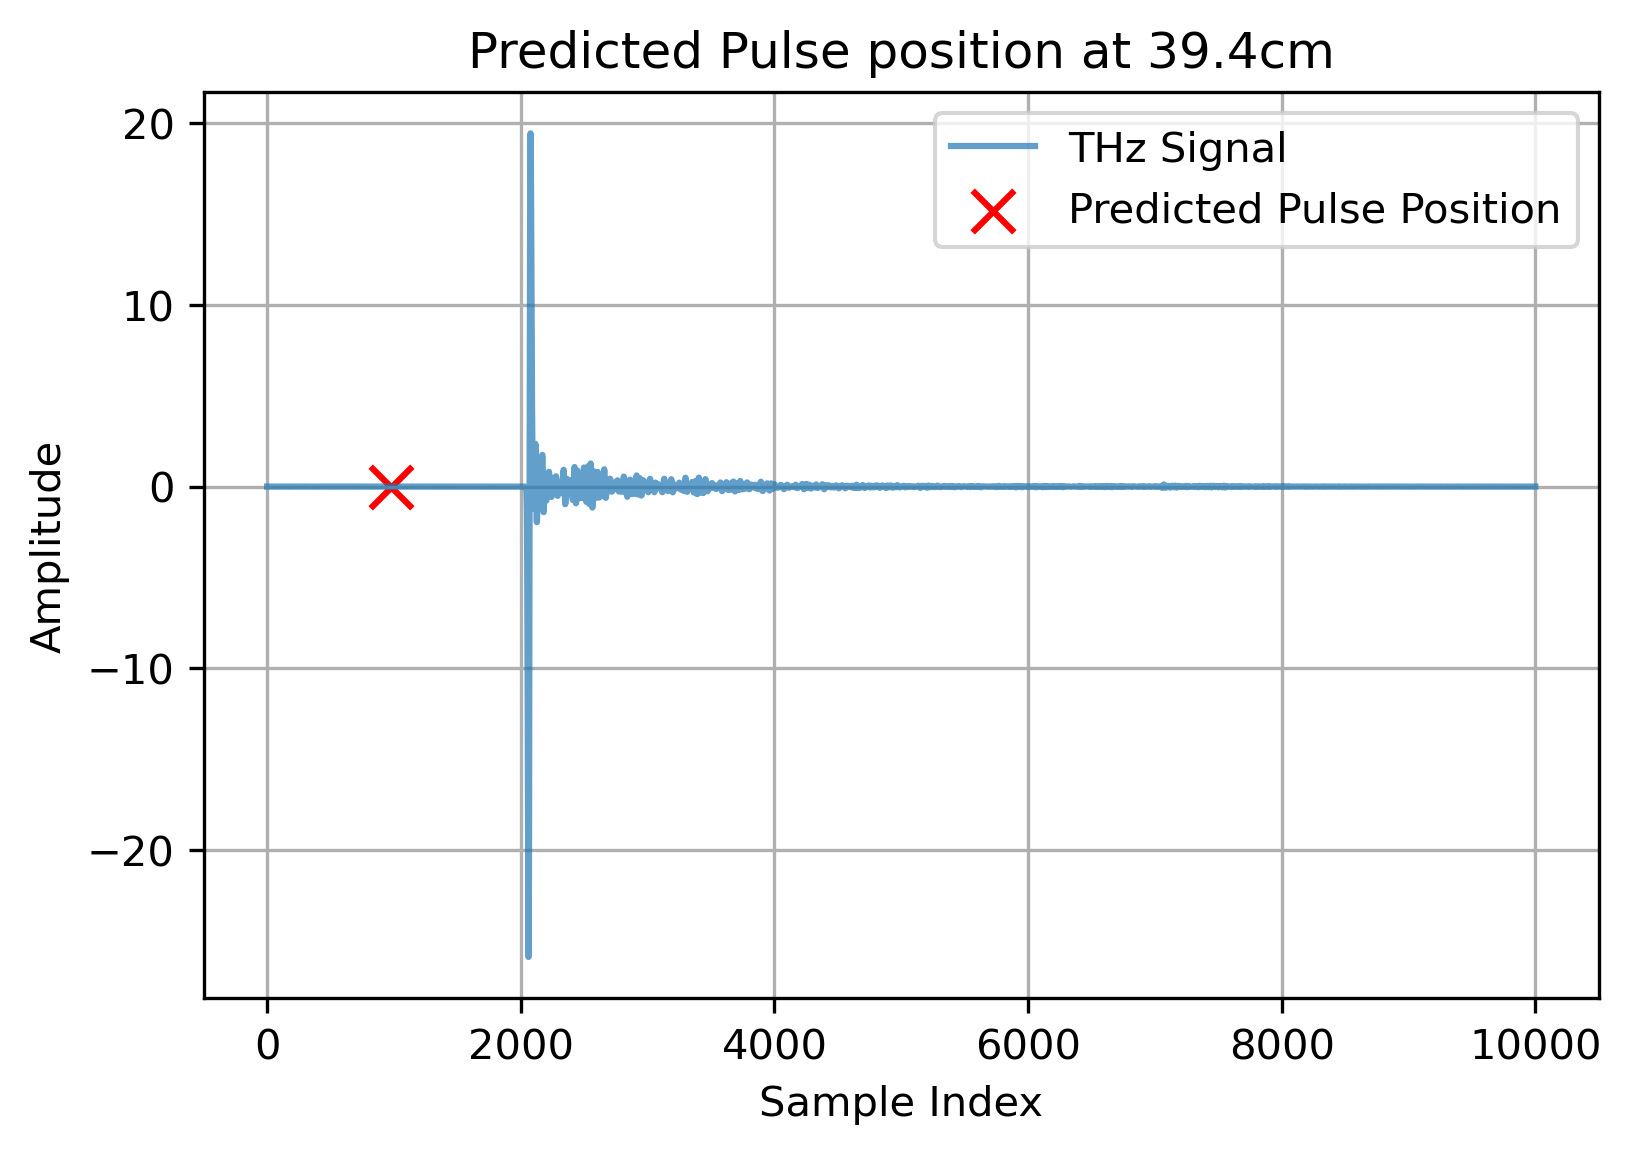 Predicted Pulse position at 39.4cm
20
10
0
−10
−20
Amplitude
THz Signal
Predicted Pulse Position
0
2000
4000
6000
8000
10000
Sample Index